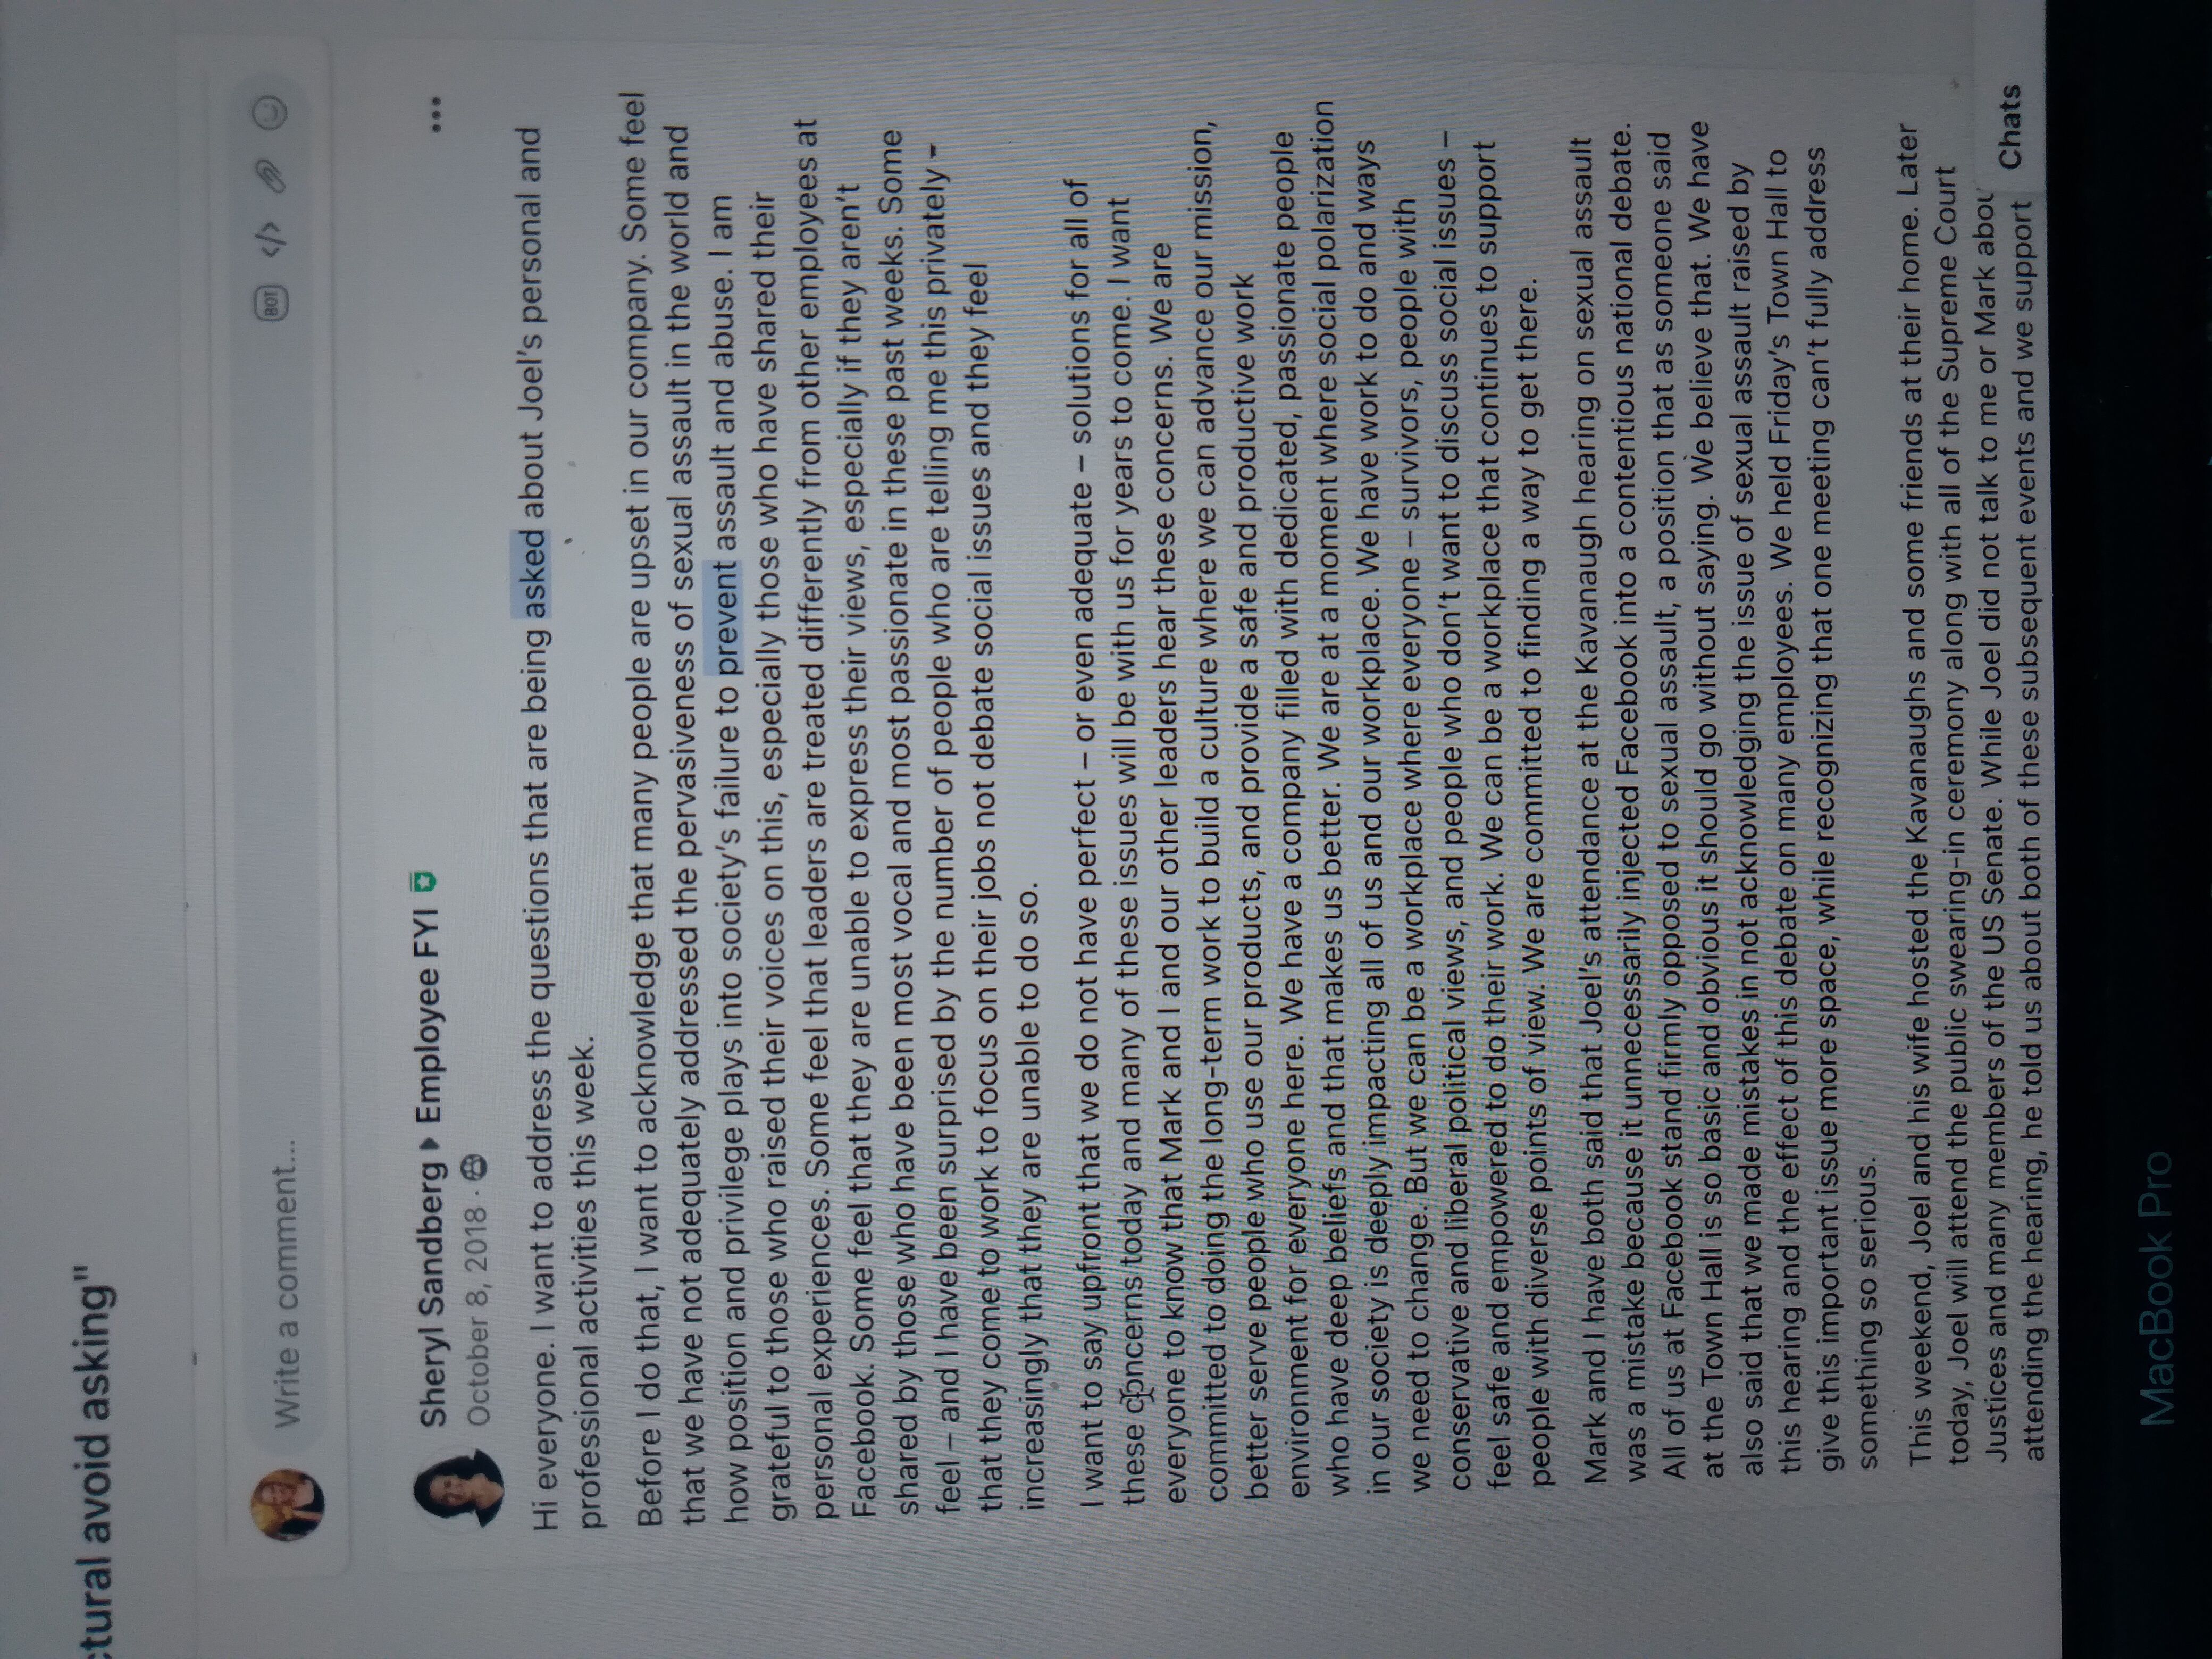 ctural avoid asking"
Write a comment...
BOT </>
Sheryl Sandberg ▸ Employee FYI
October 8, 2018 ·
Hi everyone. I want to address the questions that are being asked about Joel's personal and
professional activities this week.
Before I do that, I want to acknowledge that many people are upset in our company. Some feel
that we have not adequately addressed the pervasiveness of sexual assault in the world and
how position and privilege plays into society's failure to prevent assault and abuse. I am
grateful to those who raised their voices on this, especially those who have shared their
personal experiences. Some feel that leaders are treated differently from other employees at
Facebook. Some feel that they are unable to express their views, especially if they aren't
shared by those who have been most vocal and most passionate in these past weeks. Some
feel – and I have been surprised by the number of people who are telling me this privately –
that they come to work to focus on their jobs not debate social issues and they feel
increasingly that they are unable to do so.
I want to say upfront that we do not have perfect – or even adequate – solutions for all of
these concerns today and many of these issues will be with us for years to come. I want
everyone to know that Mark and I and our other leaders hear these concerns. We are
committed to doing the long-term work to build a culture where we can advance our mission,
better serve people who use our products, and provide a safe and productive work
environment for everyone here. We have a company filled with dedicated, passionate people
who have deep beliefs and that makes us better. We are at a moment where social polarization
in our society is deeply impacting all of us and our workplace. We have work to do and ways
we need to change. But we can be a workplace where everyone – survivors, people with
conservative and liberal political views, and people who don't want to discuss social issues –
feel safe and empowered to do their work. We can be a workplace that continues to support
people with diverse points of view. We are committed to finding a way to get there.
Mark and I have both said that Joel's attendance at the Kavanaugh hearing on sexual assault
was a mistake because it unnecessarily injected Facebook into a contentious national debate.
All of us at Facebook stand firmly opposed to sexual assault, a position that as someone said
at the Town Hall is so basic and obvious it should go without saying. We believe that. We have
also said that we made mistakes in not acknowledging the issue of sexual assault raised by
this hearing and the effect of this debate on many employees. We held Friday's Town Hall to
give this important issue more space, while recognizing that one meeting can't fully address
something so serious.
This weekend, Joel and his wife hosted the Kavanaughs and some friends at their home. Later
today, Joel will attend the public swearing-in ceremony along with all of the Supreme Court
Justices and many members of the US Senate. While Joel did not talk to me or Mark abou
attending the hearing, he told us about both of these subsequent events and we support
Chats
MacBook Pro